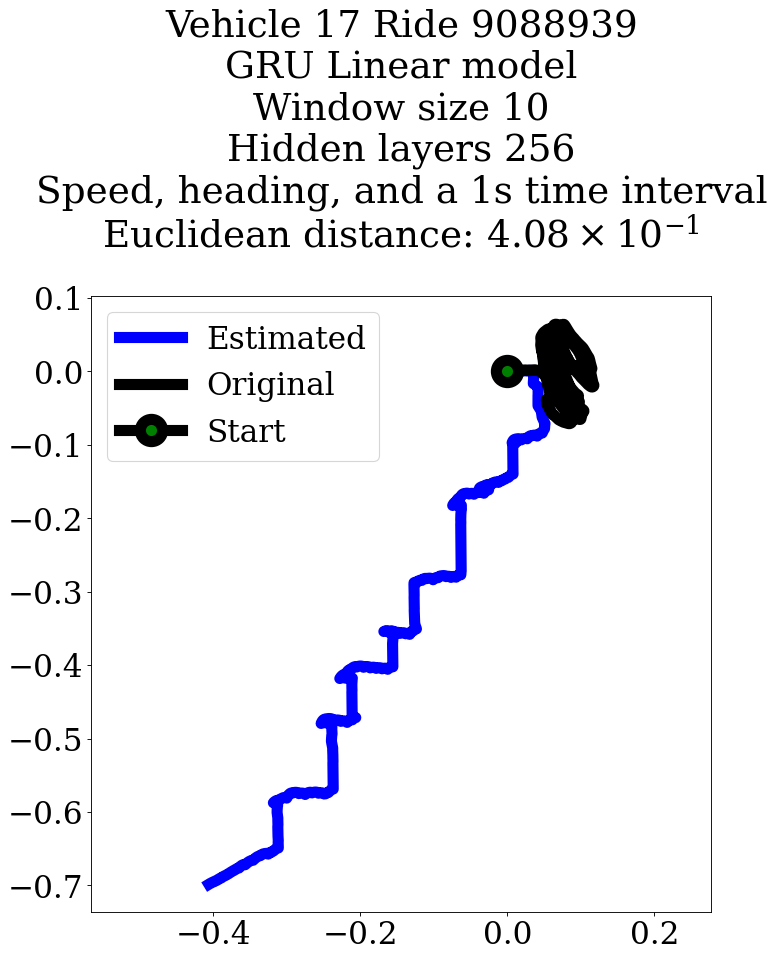 Vehicle 17 Ride 9088939
GRU Linear model
Window size 10
Hidden layers 256
Speed, heading, and a 1s time interval
Euclidean distance: 4.08 × 10⁻¹
Estimated
Original
Start
0.1
0.0
−0.1
−0.2
−0.3
−0.4
−0.5
−0.6
−0.7
−0.4
−0.2
0.0
0.2